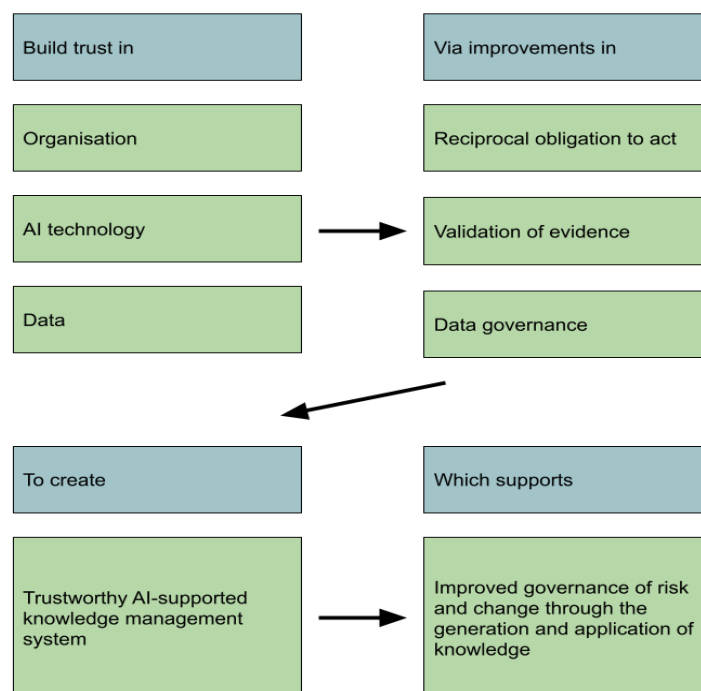 Build trust in
Via improvements in
Organisation
Reciprocal obligation to act
AI technology
Validation of evidence
Data
Data governance
To create
Which supports
Trustworthy AI-supported
knowledge management
system
Improved governance of risk
and change through the
generation and application of
knowledge